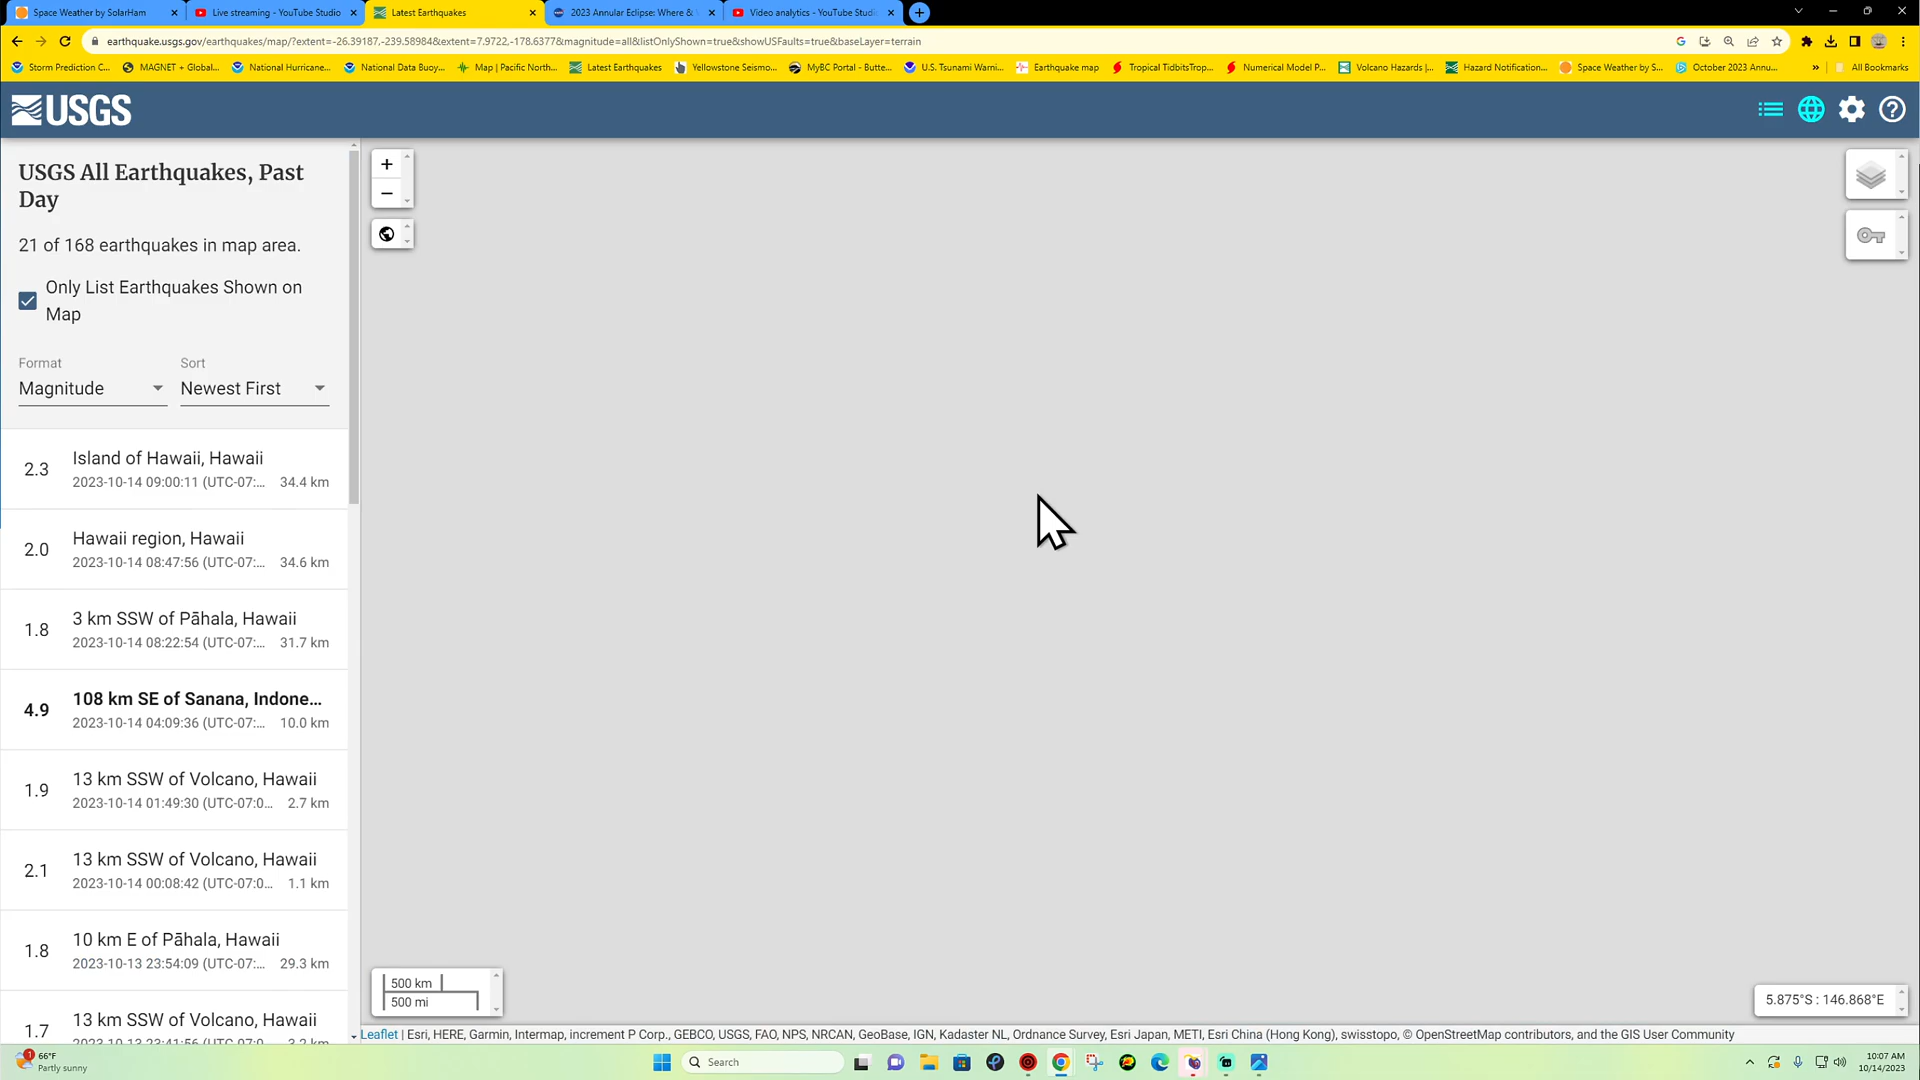 Space Weather by SolarHam
Live streaming - YouTube Studio
Latest Earthquakes
2023 Annular Eclipse: Where &
Video analytics - YouTube Studi
earthquake.usgs.gov/earthquakes/map/?extent=-26.39187,-239.58984&extent=7.9722,-178.6377&magnitude=all&listOnlyShown=true&showUSFaults=true&baseLayer=terrain
Storm Prediction C...
MAGNET + Global...
National Hurricane...
National Data Buoy...
Map | Pacific North...
Latest Earthquakes
Yellowstone Seismo...
MyBC Portal - Butte...
U.S. Tsunami Warni...
Earthquake map
Tropical TidbitsTrop...
Numerical Model P...
Volcano Hazards |...
Hazard Notification...
Space Weather by S...
October 2023 Annu...
»
All Bookmarks
USGS
USGS All Earthquakes, Past
Day
21 of 168 earthquakes in map area.
Only List Earthquakes Shown on
Map
Format
Sort
Magnitude
Newest First
2.3
Island of Hawaii, Hawaii
2023-10-14 09:00:11 (UTC-07:...
34.4 km
2.0
Hawaii region, Hawaii
2023-10-14 08:47:56 (UTC-07:...
34.6 km
1.8
3 km SSW of Pāhala, Hawaii
2023-10-14 08:22:54 (UTC-07:...
31.7 km
4.9
108 km SE of Sanana, Indone...
2023-10-14 04:09:36 (UTC-07:...
10.0 km
1.9
13 km SSW of Volcano, Hawaii
2023-10-14 01:49:30 (UTC-07:0...
2.7 km
2.1
13 km SSW of Volcano, Hawaii
2023-10-14 00:08:42 (UTC-07:0...
1.1 km
1.8
10 km E of Pāhala, Hawaii
2023-10-13 23:54:09 (UTC-07:...
29.3 km
1.7
13 km SSW of Volcano, Hawaii
2023-10-13 23:41:56 (UTC-07:0...
3.2 km
+
−
500 km
500 mi
5.875°S : 146.868°E
Leaflet | Esri, HERE, Garmin, Intermap, increment P Corp., GEBCO, USGS, FAO, NPS, NRCAN, GeoBase, IGN, Kadaster NL, Ordnance Survey, Esri Japan, METI, Esri China (Hong Kong), swisstopo, © OpenStreetMap contributors, and the GIS User Community
1
66°F
Partly sunny
Search
10:07 AM
10/14/2023